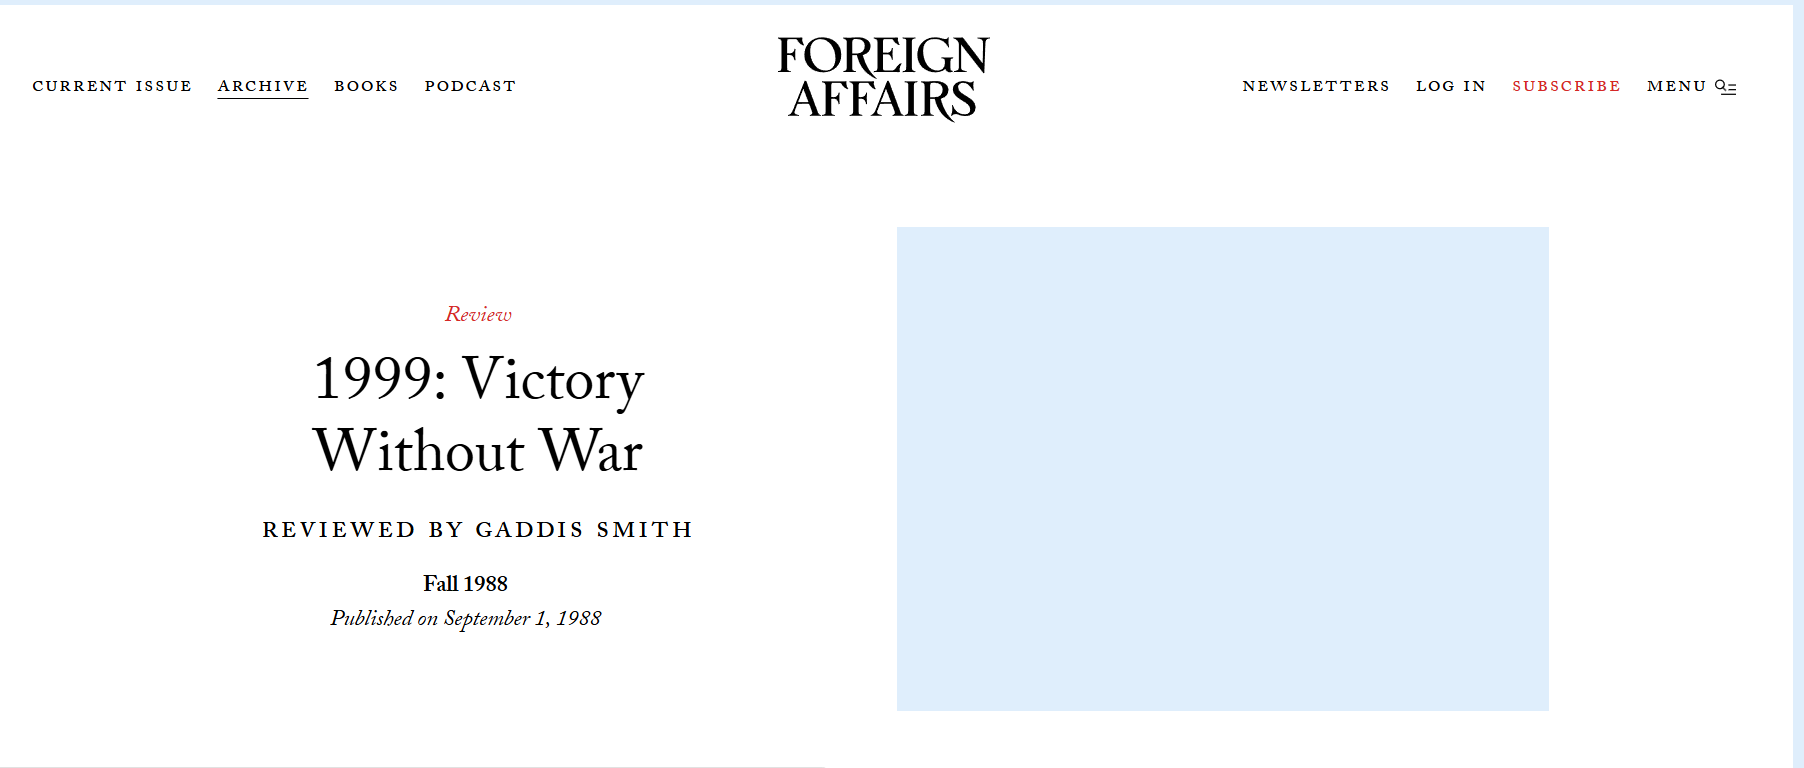 CURRENT ISSUE ARCHIVE BOOKS PODCAST
FOREIGN
AFFAIRS
NEWSLETTERS LOG IN SUBSCRIBE MENU
Review
1999: Victory
Without War
REVIEWED BY GADDIS SMITH
Fall 1988
Published on September 1, 1988